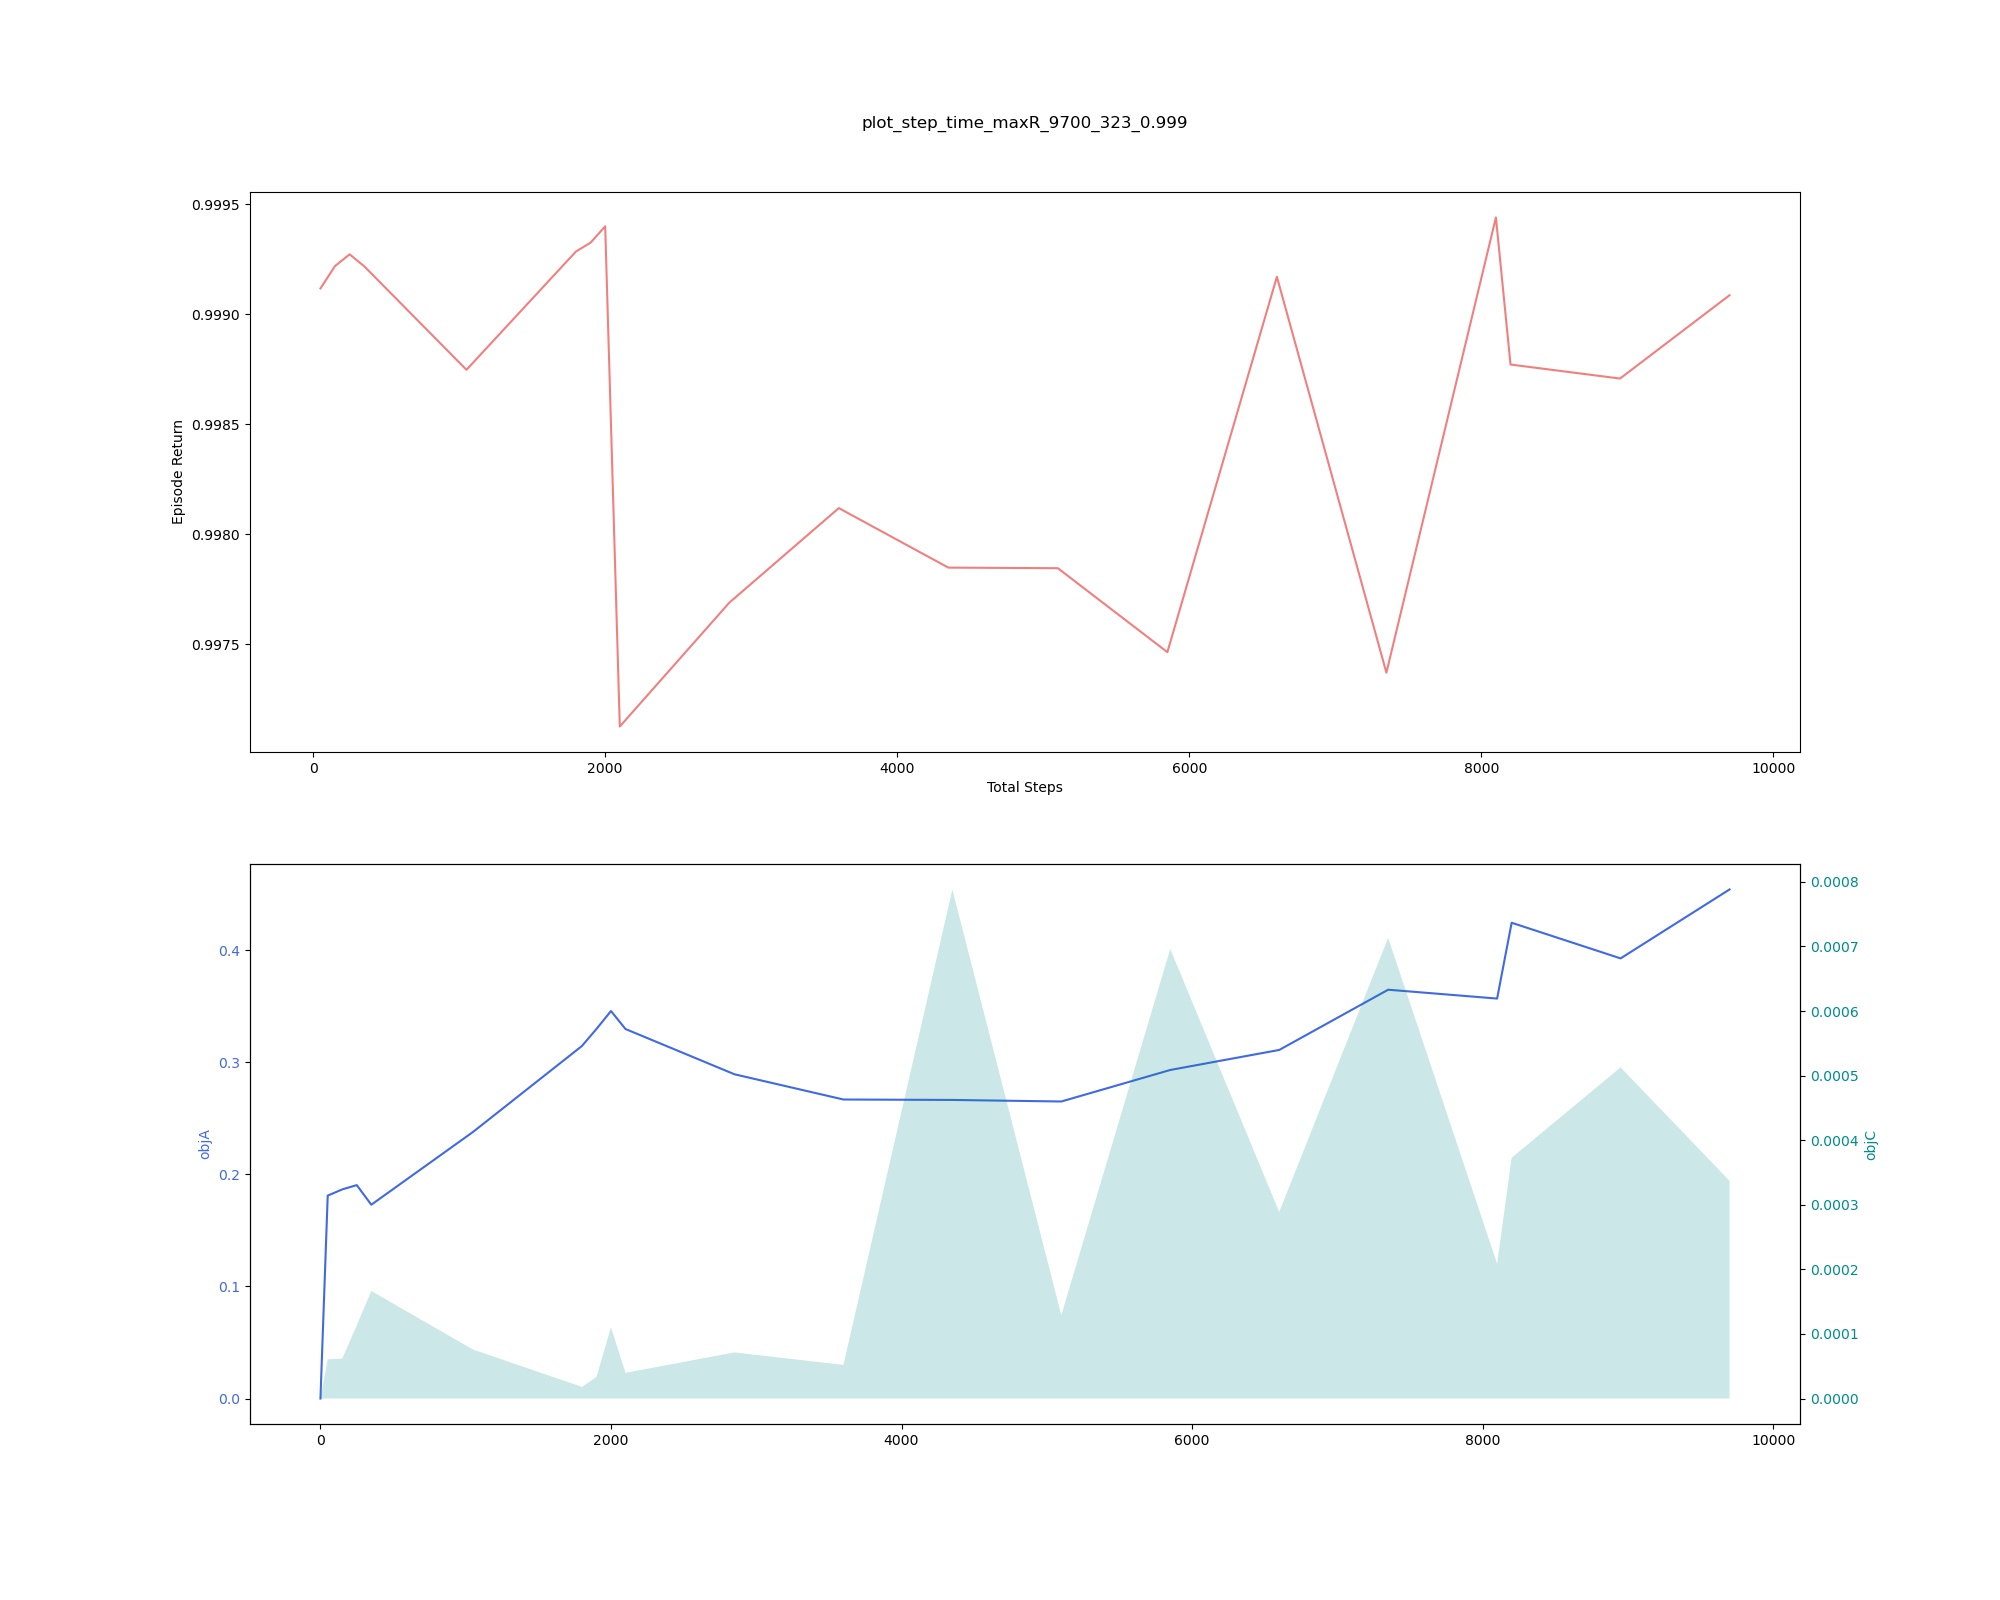 plot_step_time_maxR_9700_323_0.999
0.9995
0.9990
0.9985
0.9980
0.9975
Episode Return
0 2000 4000 6000 8000 10000
Total Steps
0.4
0.3
0.2
0.1
0.0
objA
0.0008
0.0007
0.0006
0.0005
0.0004
0.0003
0.0002
0.0001
0.0000
objC
0 2000 4000 6000 8000 10000